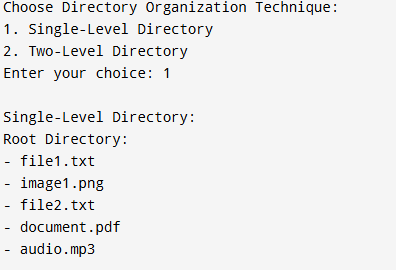 Choose Directory Organization Technique:
1. Single-Level Directory
2. Two-Level Directory
Enter your choice: 1
Single-Level Directory:
Root Directory:
- file1.txt
- image1.png
- file2.txt
- document.pdf
- audio.mp3